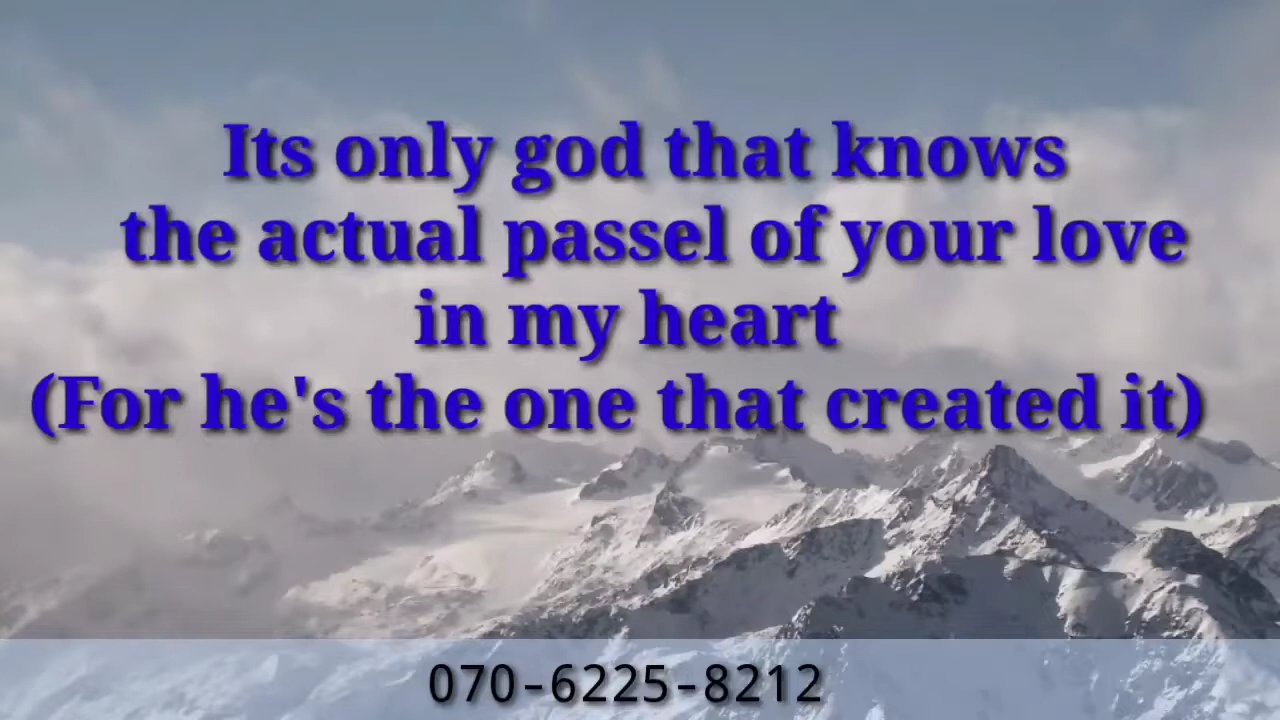 Its only god that knows
the actual passel of your love
in my heart
(For he's the one that created it)
070-6225-8212